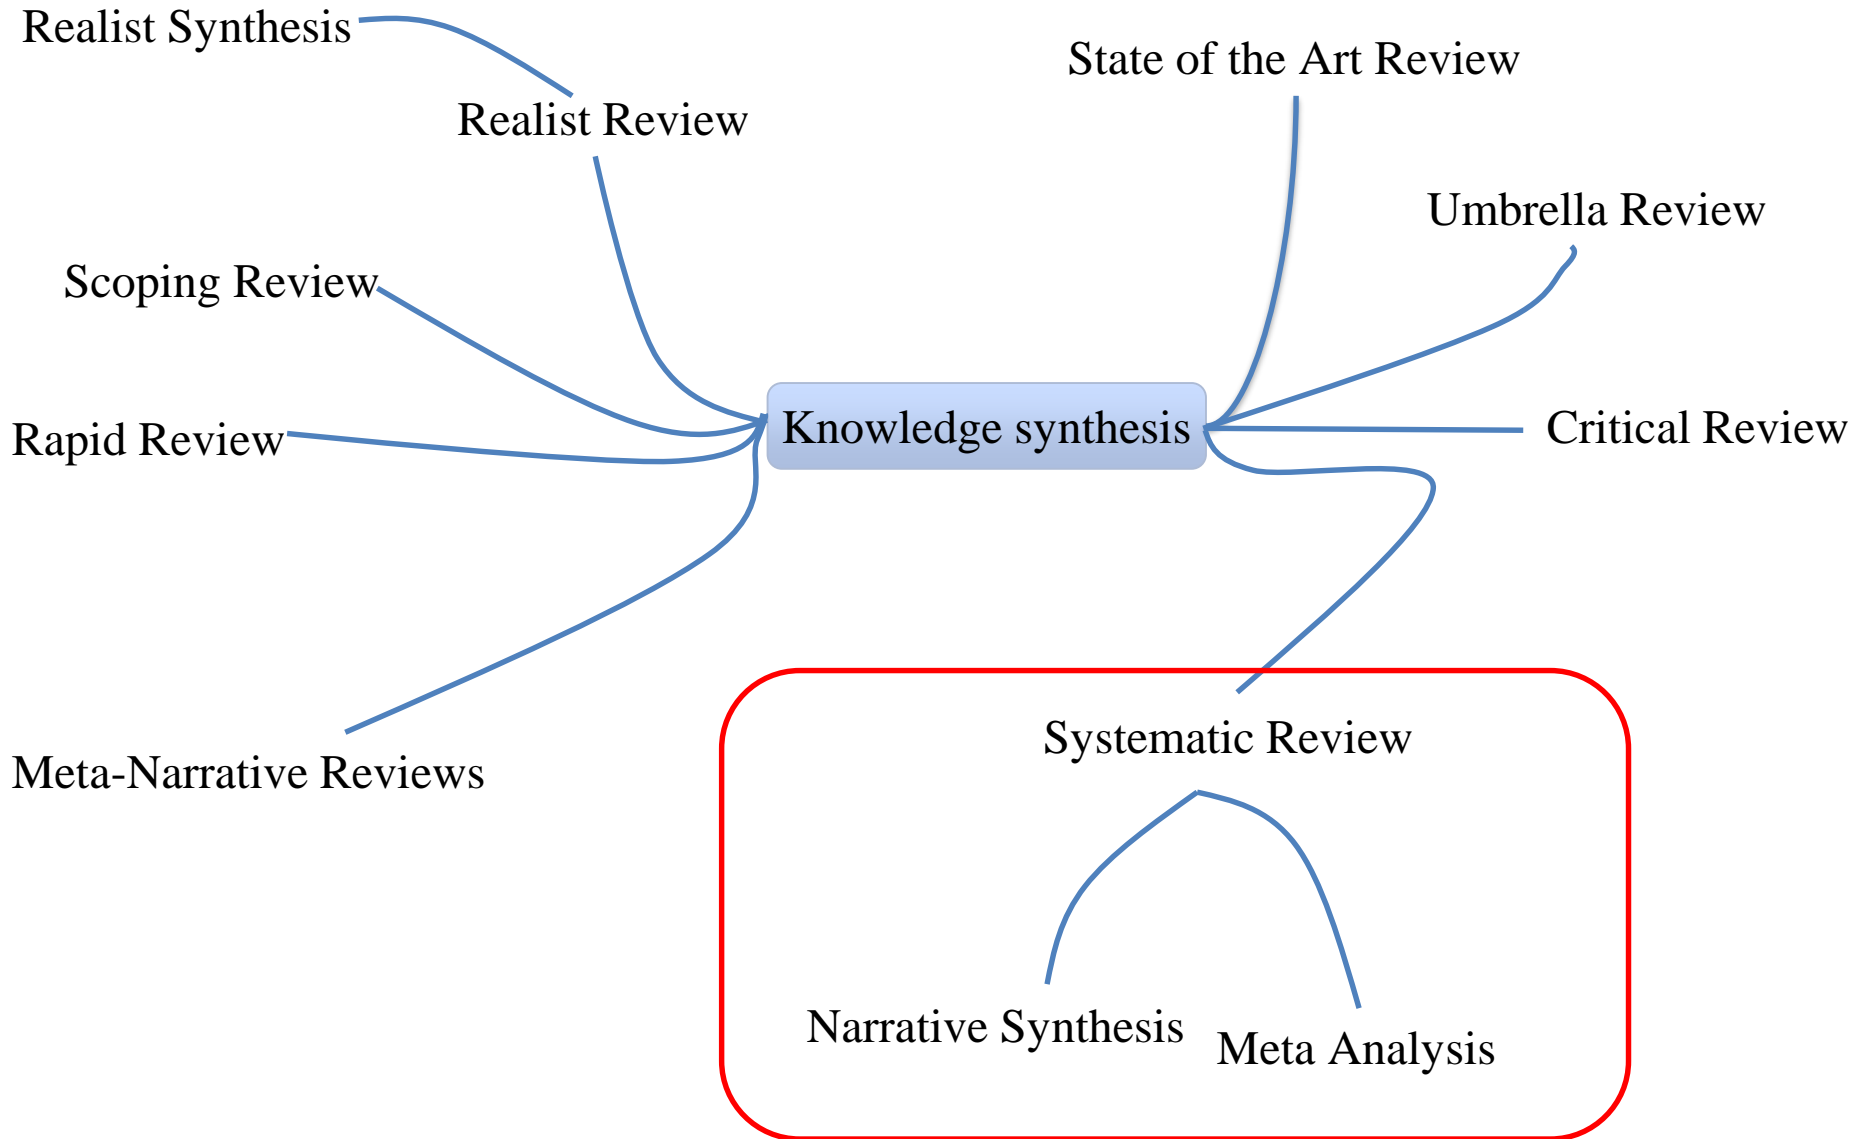 Realist Synthesis
State of the Art Review
Realist Review
Umbrella Review
Scoping Review
Knowledge synthesis
Critical Review
Rapid Review
Systematic Review
Meta-Narrative Reviews
Narrative Synthesis
Meta Analysis